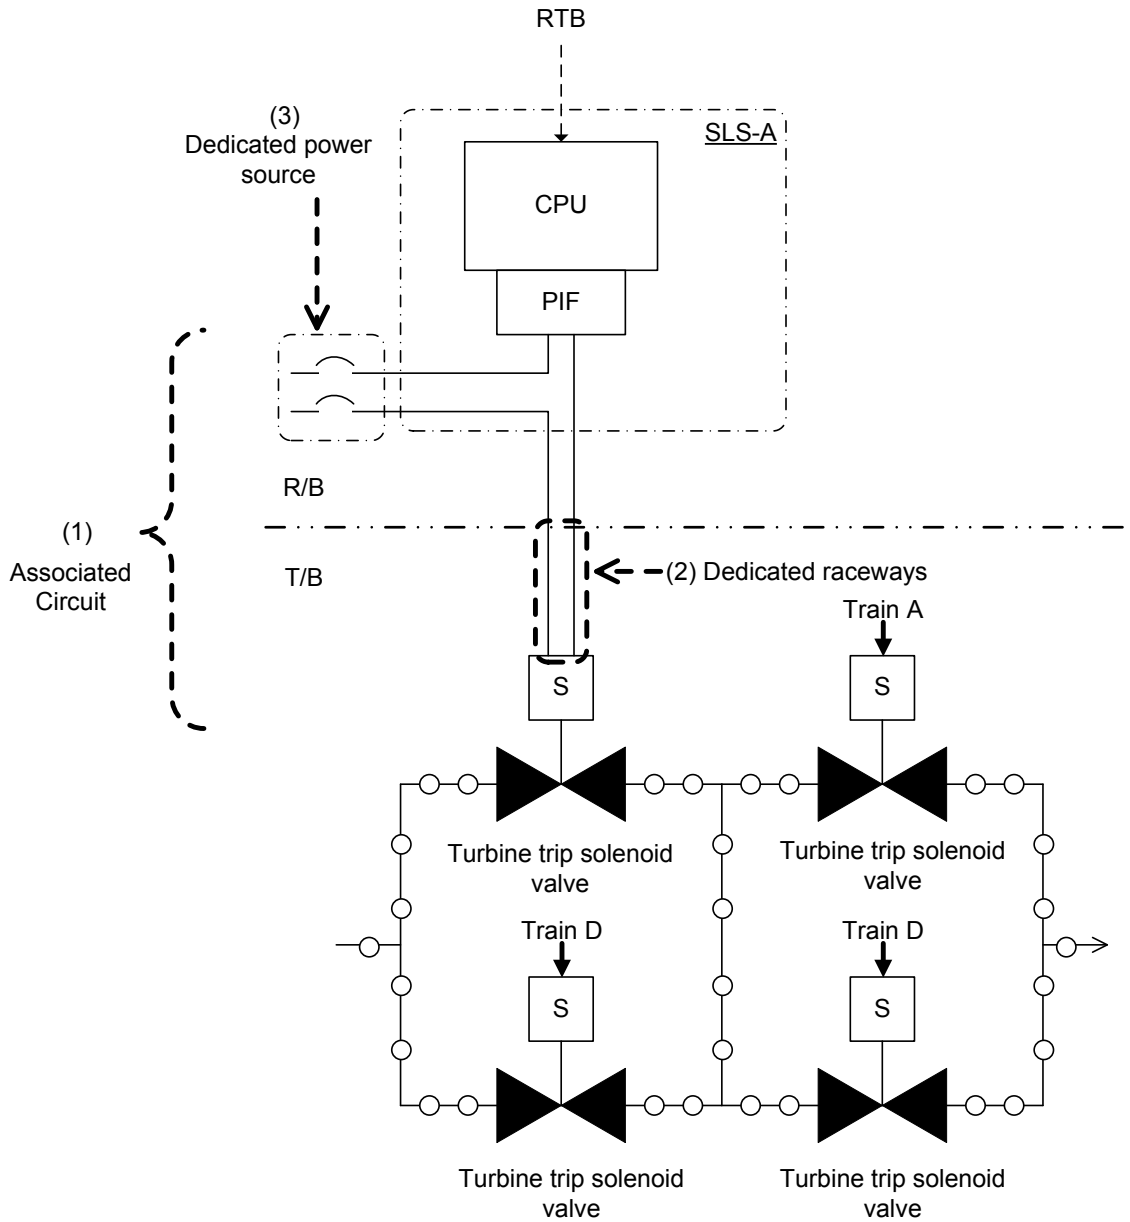 RTB
(3)
Dedicated power
source
SLS-A
CPU
PIF
R/B
(1)
Associated
Circuit
T/B
(2) Dedicated raceways
Train A
S
S
Turbine trip solenoid
valve
Turbine trip solenoid
valve
Train D
Train D
S
S
Turbine trip solenoid
valve
Turbine trip solenoid
valve